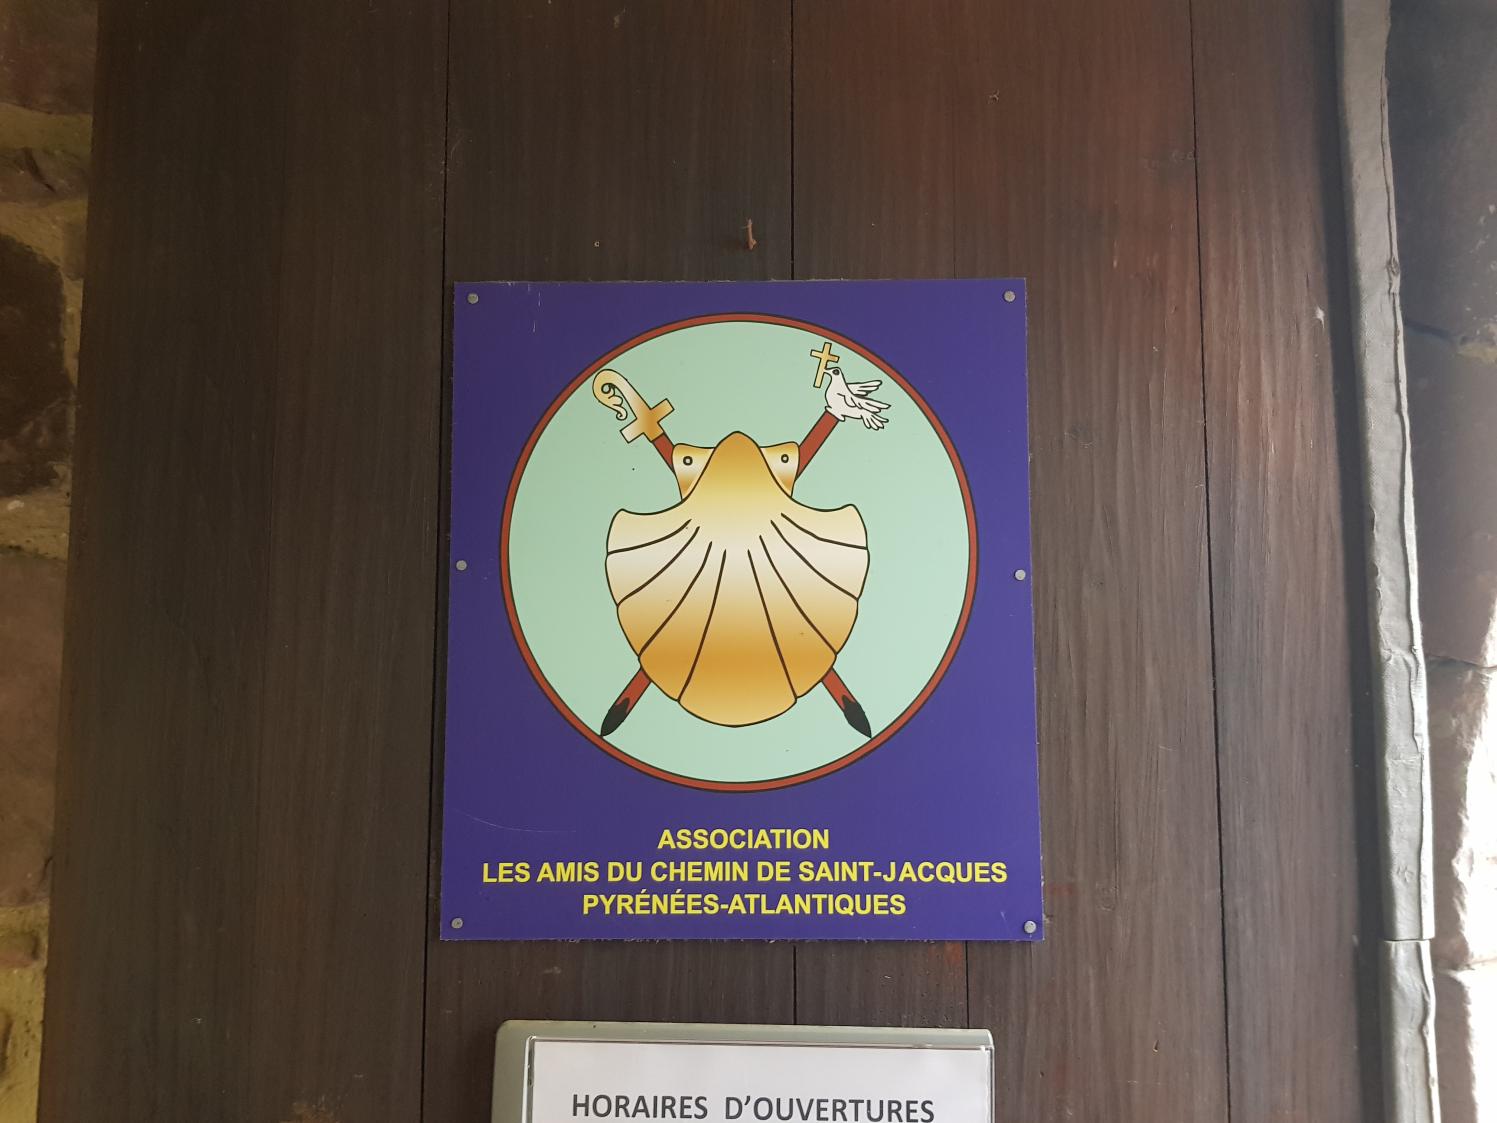 ASSOCIATION
LES AMIS DU CHEMIN DE SAINT-JACQUES
PYRÉNÉES-ATLANTIQUES
HORAIRES D'OUVERTURES